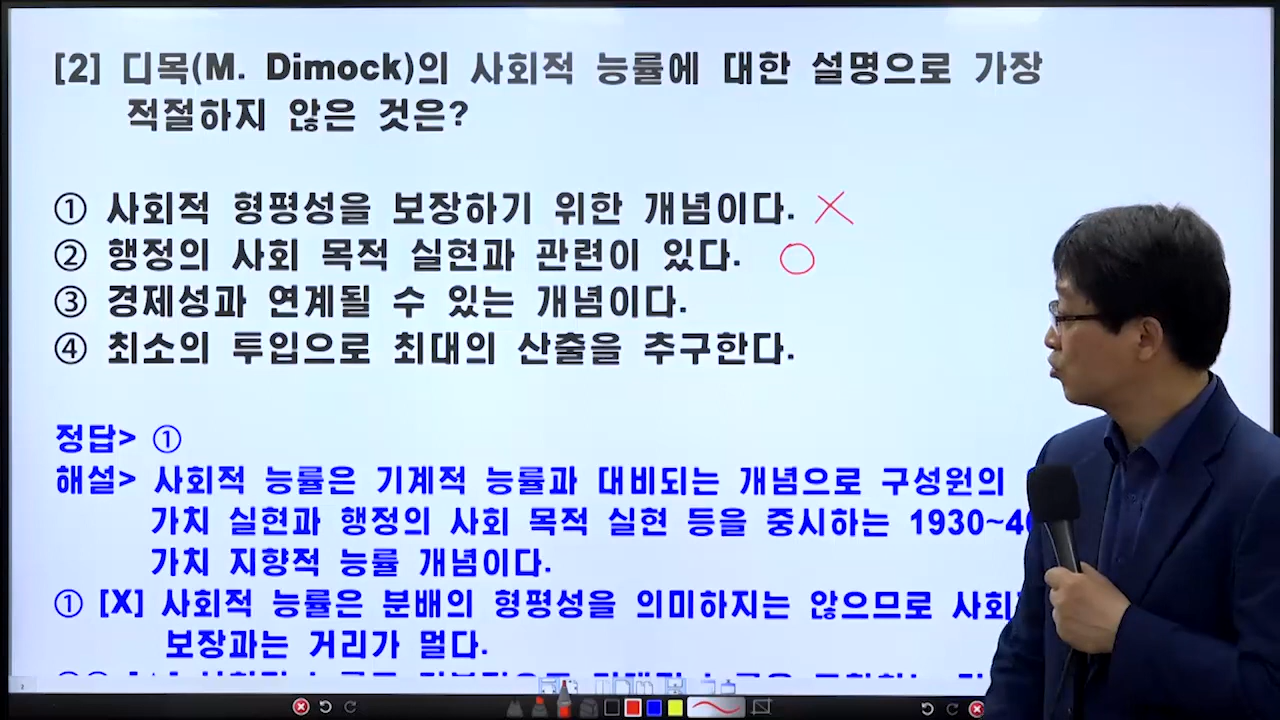 [2] 디목(M. Dimock)의 사회적 능률에 대한 설명으로 가장
적절하지 않은 것은?
① 사회적 형평성을 보장하기 위한 개념이다. ×
② 행정의 사회 목적 실현과 관련이 있다. ○
③ 경제성과 연계될 수 있는 개념이다.
④ 최소의 투입으로 최대의 산출을 추구한다.
정답> ①
해설> 사회적 능률은 기계적 능률과 대비되는 개념으로 구성원의
가치 실현과 행정의 사회 목적 실현 등을 중시하는 1930~4
가치 지향적 능률 개념이다.
① [X] 사회적 능률은 분배의 형평성을 의미하지는 않으므로
보장과는 거리가 멀다.